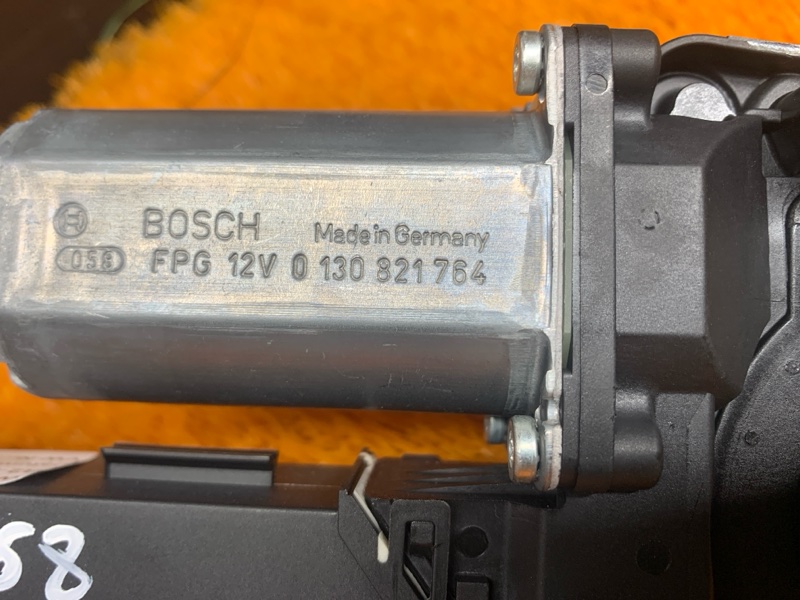 BOSCH Made in Germany
058 FPG 12V 0 130 821 764
58